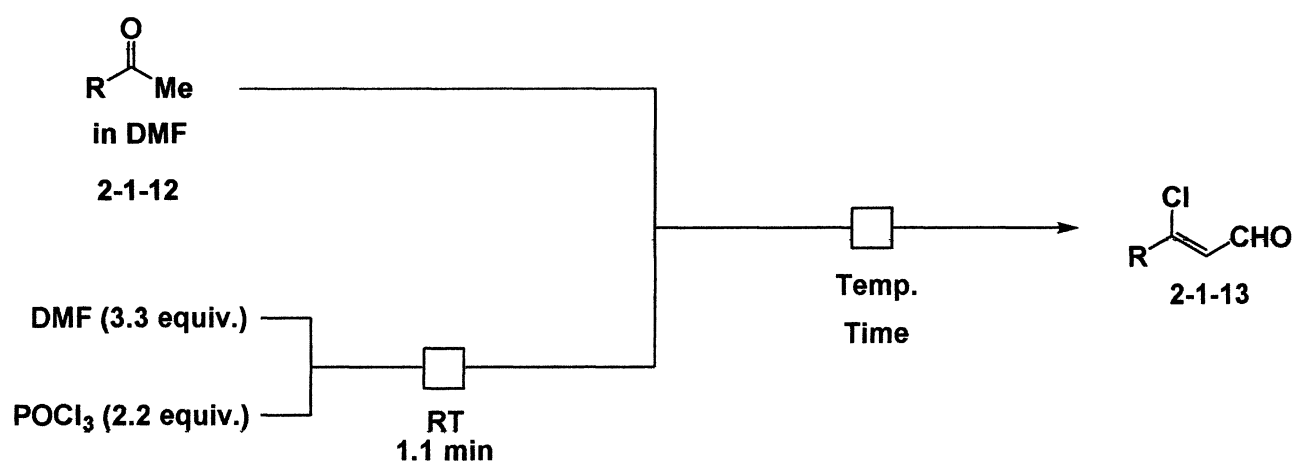 O
R
Me
in DMF
2-1-12
Cl
R
CHO
2-1-13
Temp.
Time
DMF (3.3 equiv.)
POCl₃ (2.2 equiv.)
RT
1.1 min